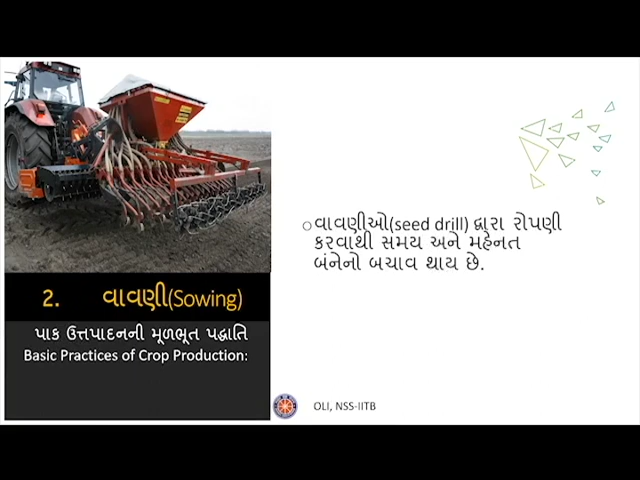 2. વાવણી(Sowing)
પાક ઉત્તપાદનની મૂળભૂત પદ્ધાતિ
Basic Practices of Crop Production:
વાવણીઓ(seed drill) દ્વારા રોપણી
કરવાથી સમય અને મહેનત
બંનેનો બચાવ થાય છે.
OLI, NSS-IITB